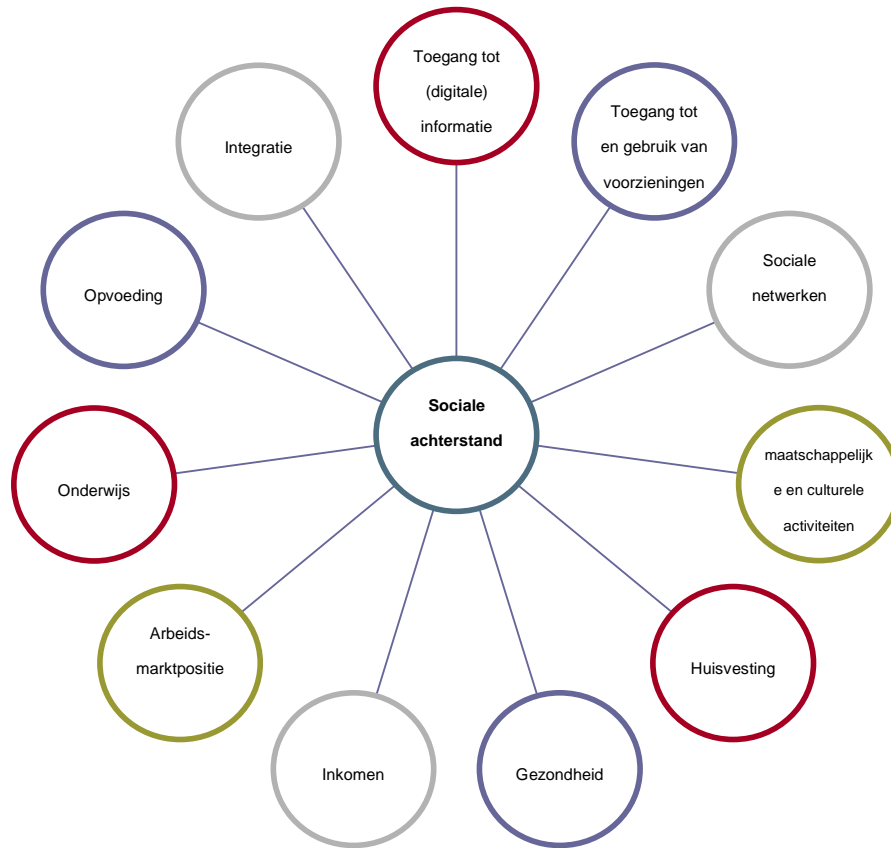 Toegang tot
(digitale)
informatie
Toegang tot
en gebruik van
voorzieningen
Sociale
netwerken
maatschappelijk
e en culturele
activiteiten
Huisvesting
Gezondheid
Inkomen
Arbeids-
marktpositie
Onderwijs
Opvoeding
Integratie
Sociale
achterstand